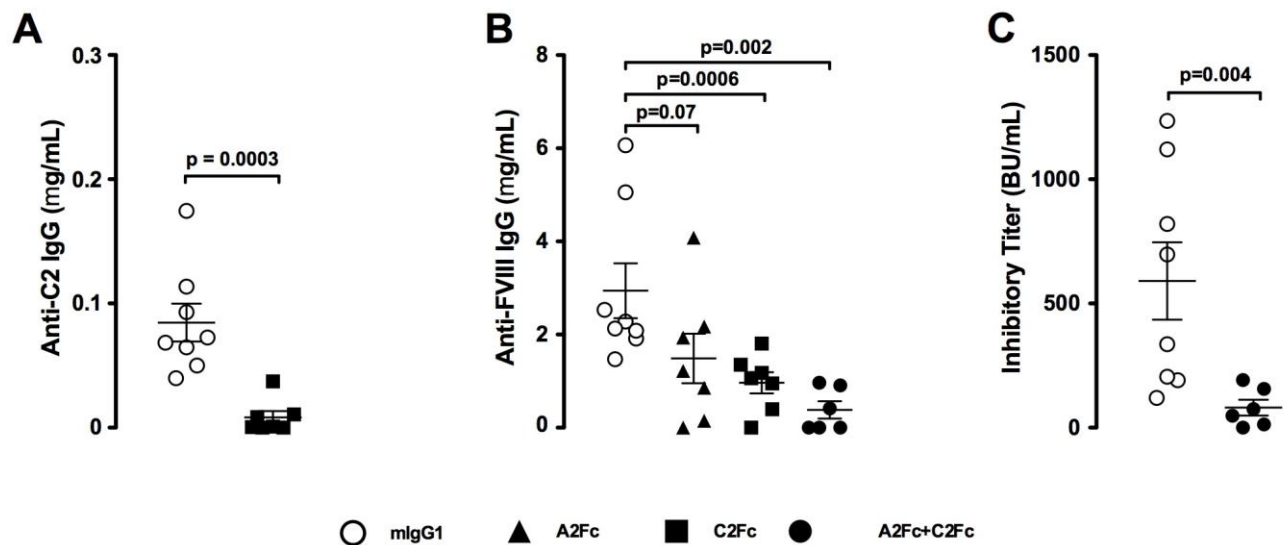 A
Anti-C2 IgG (mg/mL)
0.3
0.2
0.1
0
p = 0.0003
B
Anti-FVIII IgG (mg/mL)
8
6
4
2
0
p=0.002
p=0.0006
p=0.07
C
Inhibitory Titer (BU/mL)
1500
1000
500
0
p=0.004
mIgG1 A2Fc C2Fc A2Fc+C2Fc